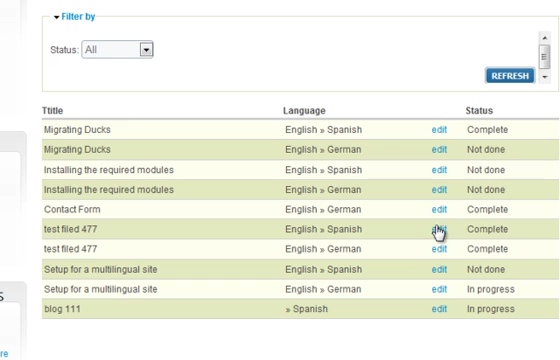 Filter by
Status: All
REFRESH
Ttitle Language Status
Migrating Ducks English » Spanish edit Complete
Migrating Ducks English » German edit Not done
Installing the required modules English » Spanish edit Not done
Installing the required modules English » German edit Not done
Contact Form English » German edit Complete
test filed 477 English » Spanish edit Complete
test filed 477 English » German edit Complete
Setup for a multilingual site English » Spanish edit Not done
Setup for a multilingual site English » German edit In progress
S
blog 111 » Spanish edit In progress
re